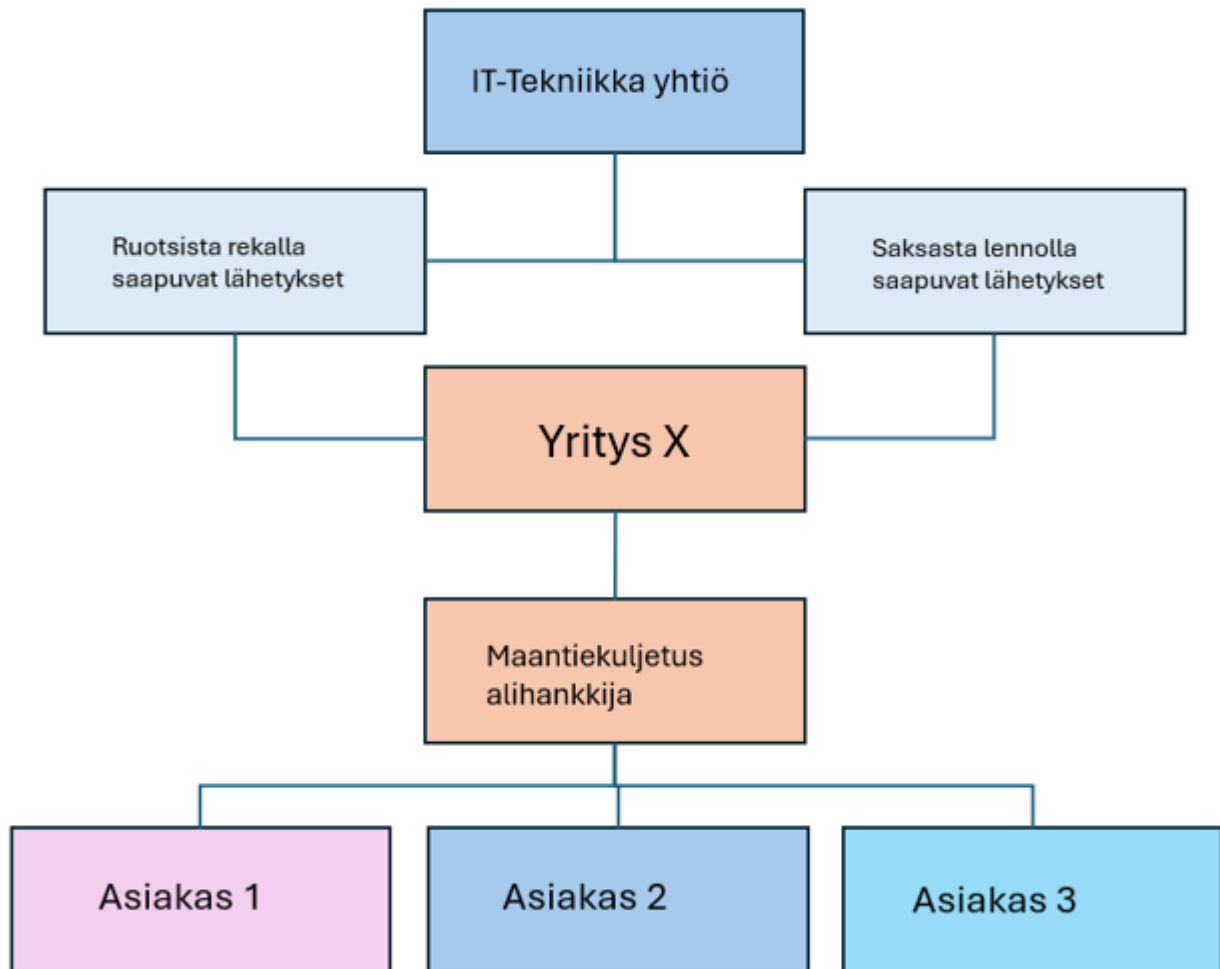 IT-Tekniikka yhtiö
Ruotsista rekalla
saapuvat lähetykset
Saksasta lennolla
saapuvat lähetykset
Yritys X
Maantiekuljetus
alihankkija
Asiakas 1
Asiakas 2
Asiakas 3